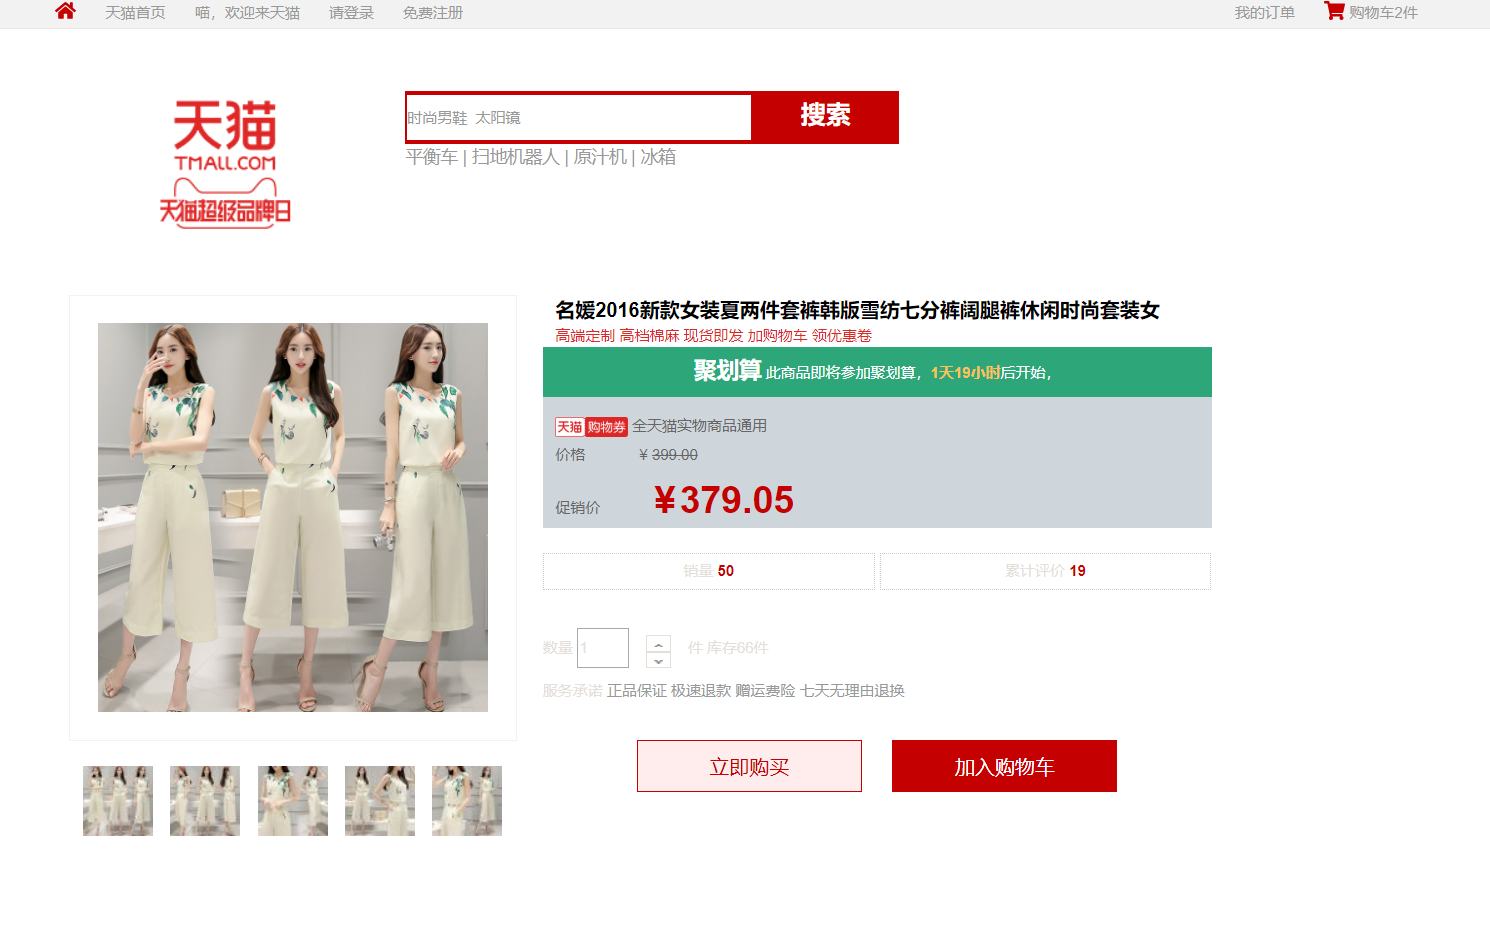 天猫首页 喵，欢迎来天猫 请登录 免费注册 我的订单 购物车2件
天猫
TMALL.COM
天猫超级品牌日
时尚男鞋 太阳镜 搜索
平衡车 | 扫地机器人 | 原汁机 | 冰箱
名媛2016新款女装夏两件套裤韩版雪纺七分裤阔腿裤休闲时尚套装女
高端定制 高档棉麻 现货即发 加购物车 领优惠卷
聚划算 此商品即将参加聚划算，1天19小时后开始，
天猫 购物券 全天猫实物商品通用
价格 ¥ 399.00
促销价 ¥379.05
销量 50 累计评价 19
数量 1 件 库存66件
服务承诺 正品保证 极速退款 赠运费险 七天无理由退换
立即购买 加入购物车